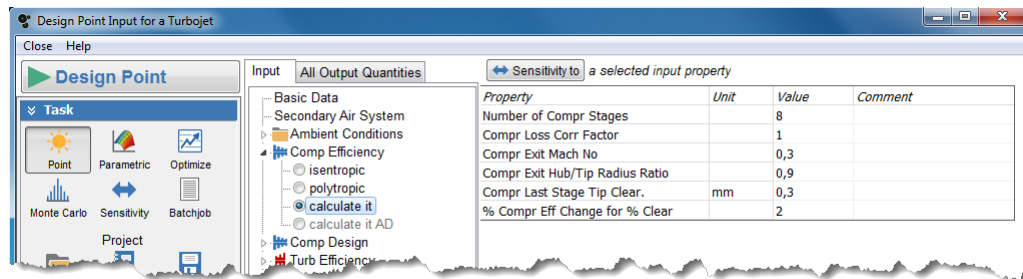 Design Point Input for a Turbojet
Close Help
Design Point
Task
Point Parametric Optimize
Monte Carlo Sensitivity Batchjob
Project
Input All Output Quantities
Basic Data
Secondary Air System
Ambient Conditions
Comp Efficiency
isentropic
polytropic
calculate it
calculate it AD
Comp Design
Turb Efficiency
Sensitivity to a selected input property
Property Unit Value Comment
Number of Compr Stages 8
Compr Loss Corr Factor 1
Compr Exit Mach No 0,3
Compr Exit Hub/Tip Radius Ratio 0,9
Compr Last Stage Tip Clear. mm 0,3
% Compr Eff Change for % Clear 2